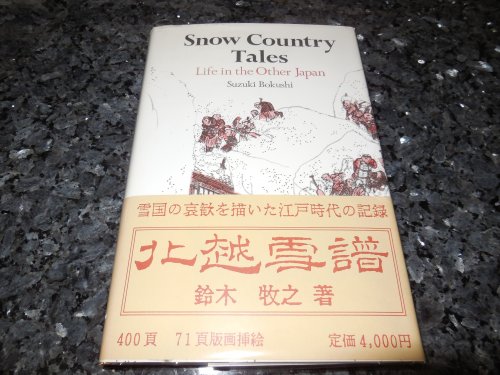 Snow Country
Tales
Life in the Other Japan
Suzuki Bokushi
雪国の哀歓を描いた江戸時代の記録
北越雪譜
鈴木 牧之 著
400頁 71頁版画挿絵 定価4,000円